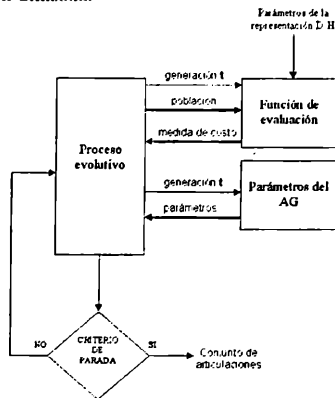 Parámetros de la
representación D-H
generación t
población
medida de custo
Función de
evaluación
Proceso
evolutivo
generación t
parámetros
Parámetros del
AG
NO
CRITERIO
DE
PARADA
SI
Conjunto de
articulaciones